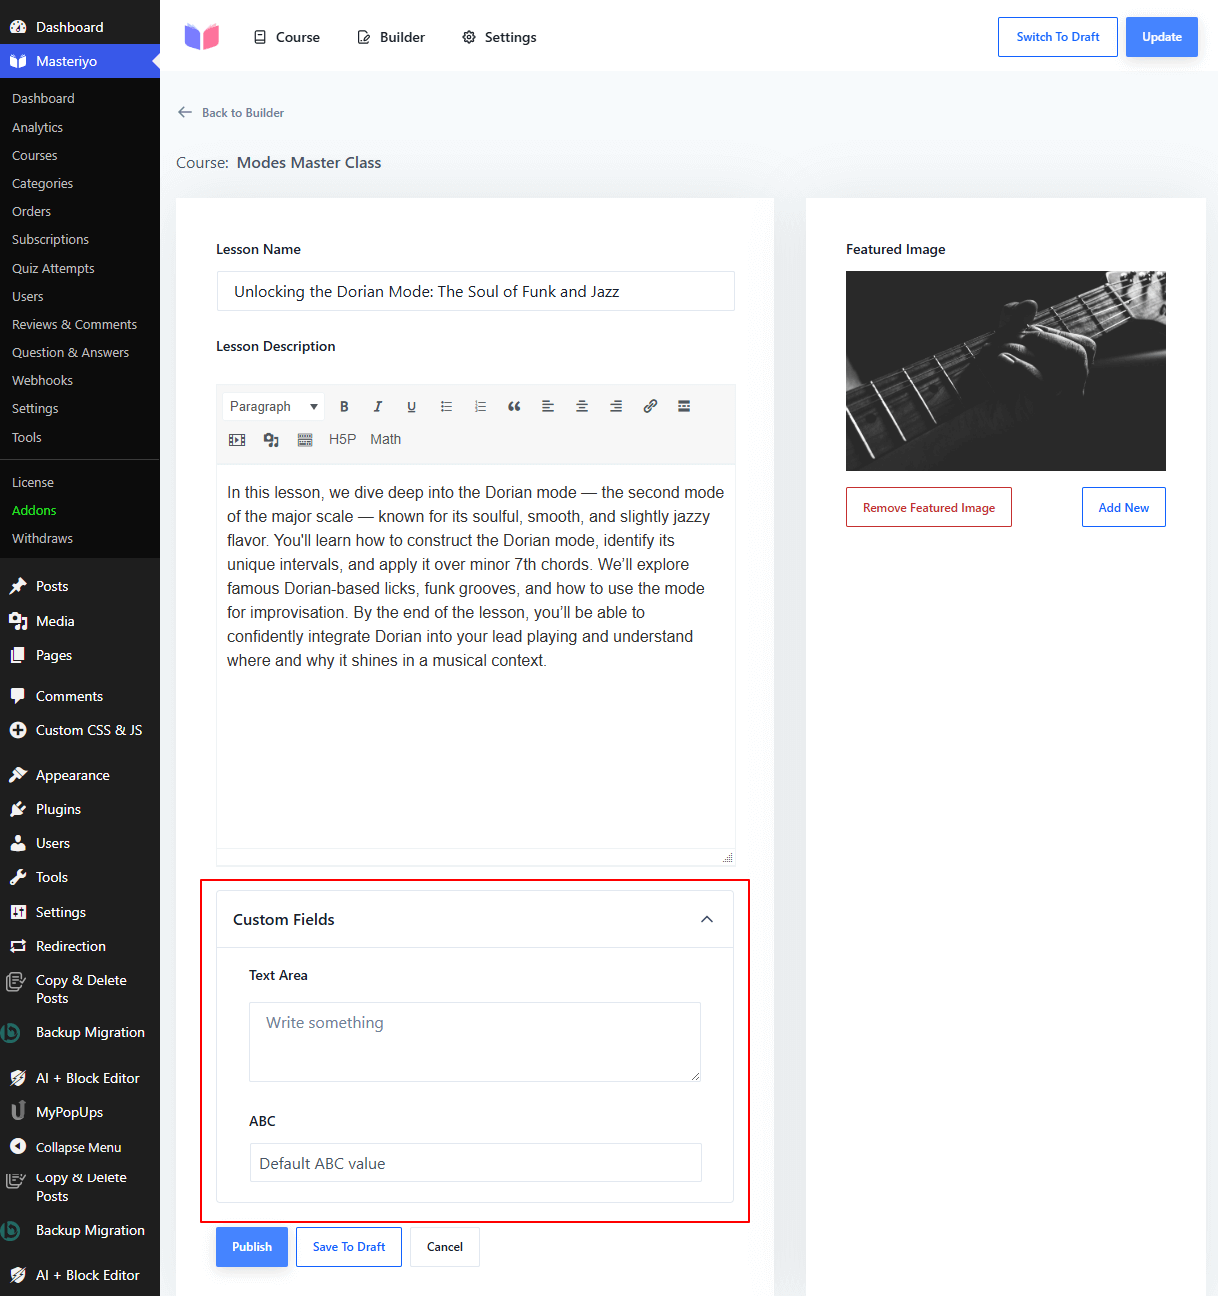 Dashboard
Masteriyo
Dashboard
Analytics
Courses
Categories
Orders
Subscriptions
Quiz Attempts
Users
Reviews & Comments
Question & Answers
Webhooks
Settings
Tools
License
Addons
Withdraws
Posts
Media
Pages
Comments
Custom CSS & JS
Appearance
Plugins
Users
Tools
Settings
Redirection
Copy & Delete
Posts
Backup Migration
AI + Block Editor
MyPopUps
Collapse Menu
Copy & Delete
Posts
Backup Migration
AI + Block Editor
Course
Builder
Settings
Switch To Draft
Update
Back to Builder
Course: Modes Master Class
Lesson Name
Unlocking the Dorian Mode: The Soul of Funk and Jazz
Lesson Description
Paragraph
B I U
H5P Math
In this lesson, we dive deep into the Dorian mode — the second mode
of the major scale — known for its soulful, smooth, and slightly jazzy
flavor. You'll learn how to construct the Dorian mode, identify its
unique intervals, and apply it over minor 7th chords. We’ll explore
famous Dorian-based licks, funk grooves, and how to use the mode
for improvisation. By the end of the lesson, you’ll be able to
confidently integrate Dorian into your lead playing and understand
where and why it shines in a musical context.
Custom Fields
Text Area
Write something
ABC
Default ABC value
Publish
Save To Draft
Cancel
Featured Image
Remove Featured Image
Add New